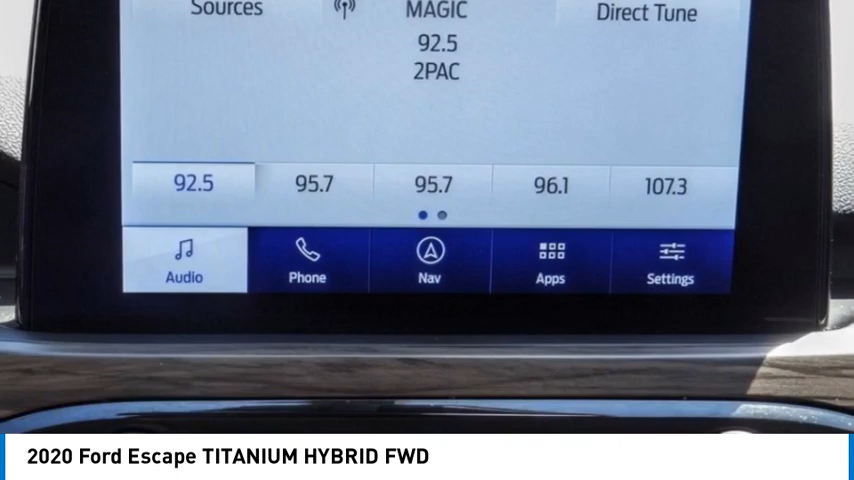 Sources MAGIC Direct Tune
92.5
2PAC
92.5 95.7 95.7 96.1 107.3
Audio Phone Nav Apps Settings
2020 Ford Escape TITANIUM HYBRID FWD